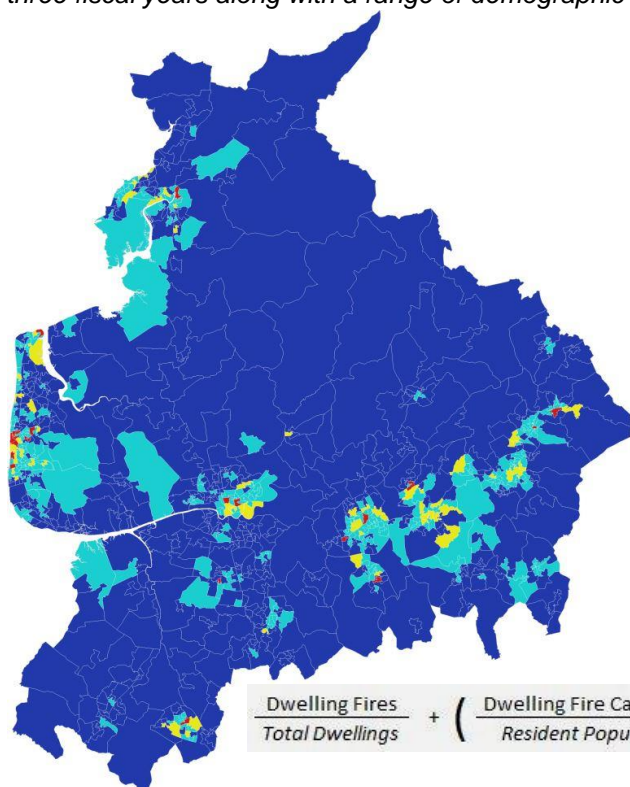 three fiscal years along with a range of demographic
Dwelling Fires
Total Dwellings
+ (
Dwelling Fire Ca
Resident Popu